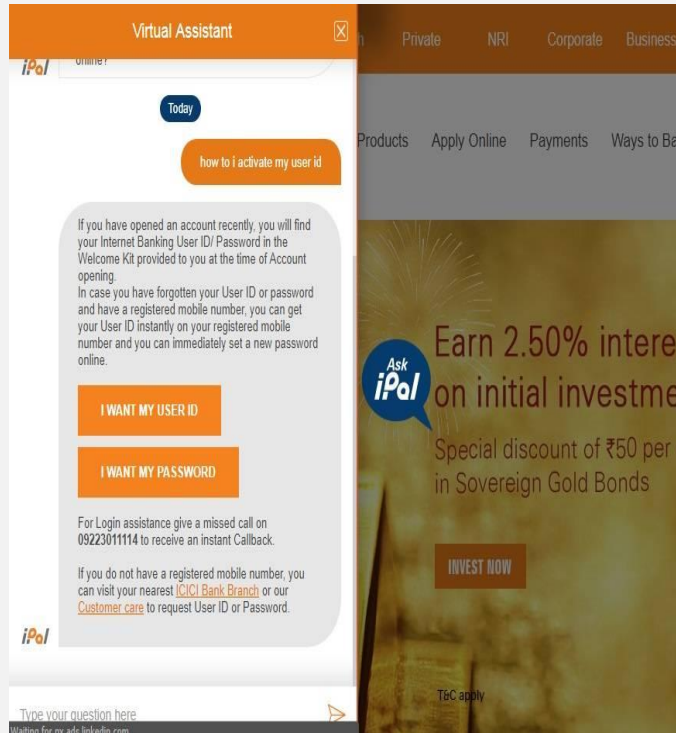 Virtual Assistant
Private NRI Corporate Business
iPal
online?
Today
how to i activate my user id
Products Apply Online Payments Ways to Ba
If you have opened an account recently, you will find
your Internet Banking User ID/ Password in the
Welcome Kit provided to you at the time of Account
opening.
In case you have forgotten your User ID or password
and have a registered mobile number, you can get
your User ID instantly on your registered mobile
number and you can immediately set a new password
online.
I WANT MY USER ID
I WANT MY PASSWORD
For Login assistance give a missed call on
09223011114 to receive an instant Callback.
If you do not have a registered mobile number, you
can visit your nearest ICICI Bank Branch or our
Customer care to request User ID or Password.
iPal
Type your question here
Waiting for px.ads.linkedin.com
Ask
iPal
Earn 2.50% intere
on initial investme
Special discount of ₹50 per
in Sovereign Gold Bonds
INVEST NOW
T&C apply